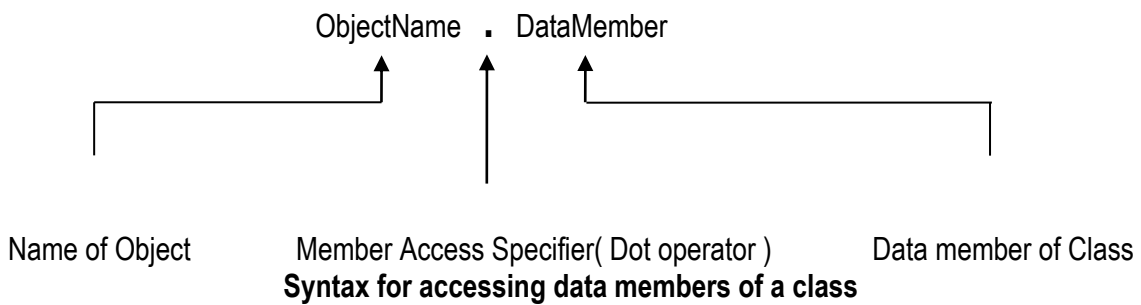 ObjectName . DataMember
Name of Object Member Access Specifier( Dot operator ) Data member of Class
Syntax for accessing data members of a class